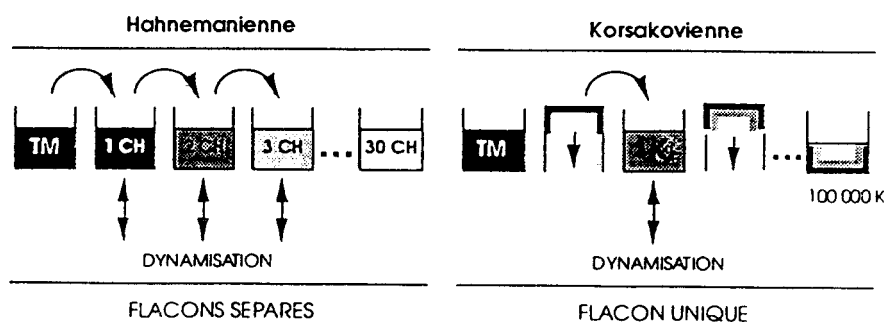 Hahnemanienne
TM 1 CH 2 CH 3 CH ... 30 CH
DYNAMISATION
FLACONS SEPARES
Korsakovienne
TM ...
100 000 K
DYNAMISATION
FLACON UNIQUE